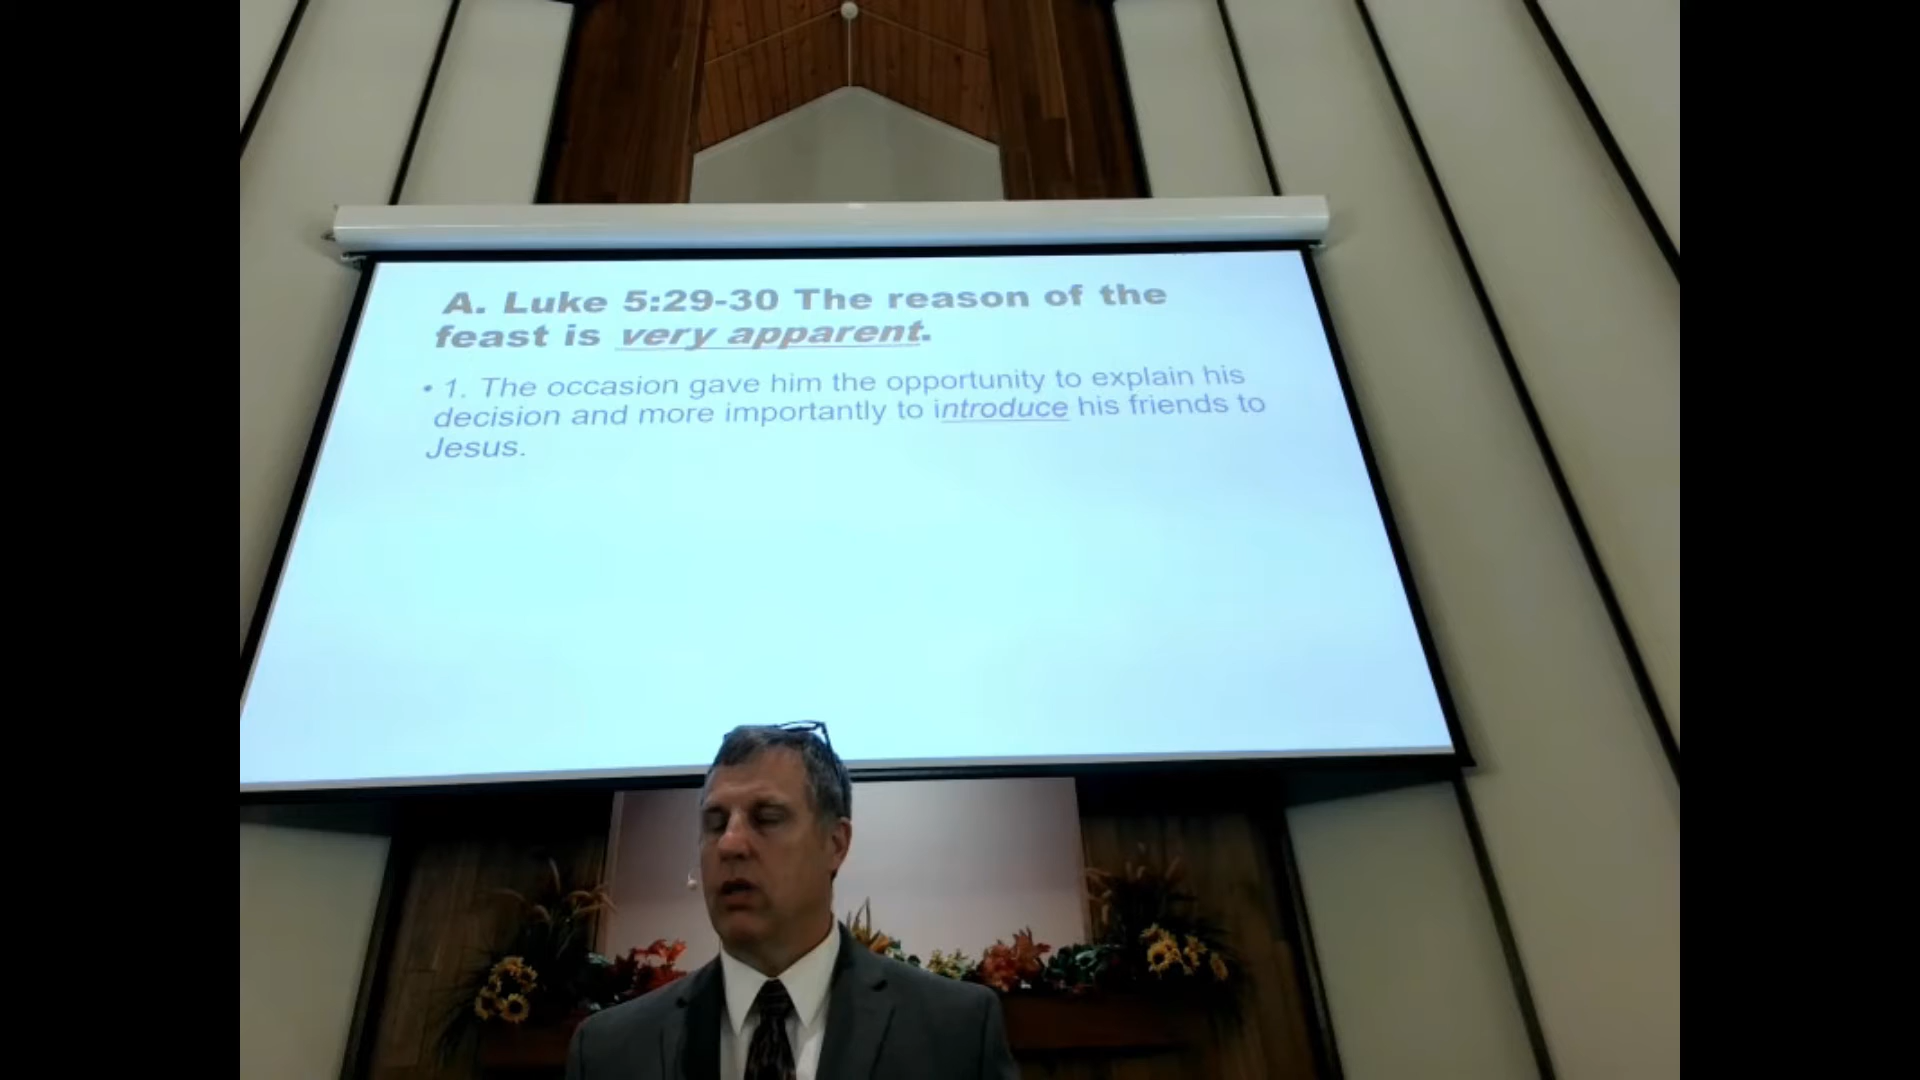 A. Luke 5:29-30 The reason of the
feast is very apparent.
• 1. The occasion gave him the opportunity to explain his
decision and more importantly to introduce his friends to
Jesus.